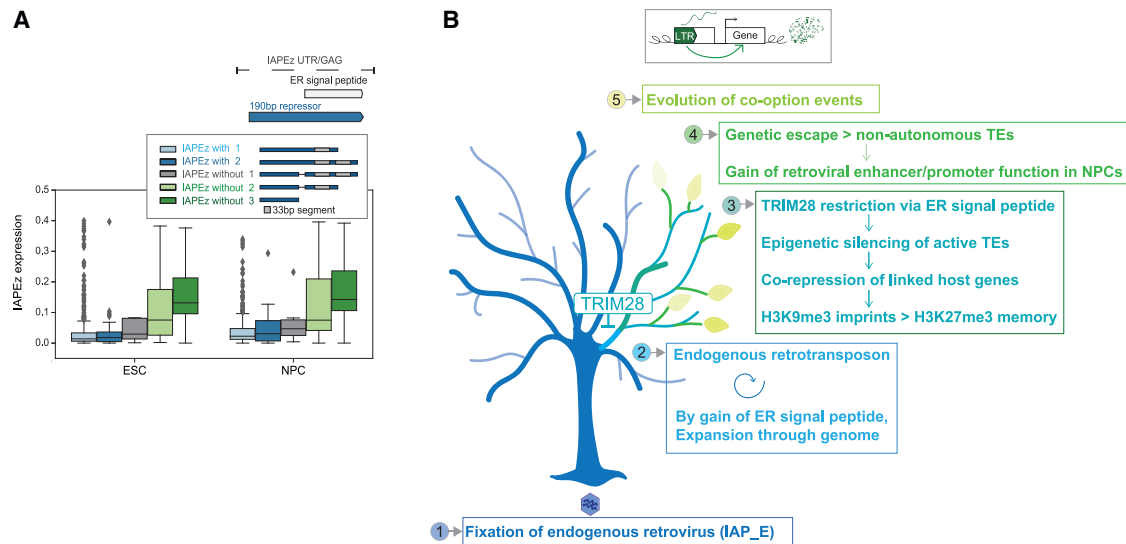 A
IAPEz UTR/GAG
ER signal peptide
190bp repressor
IAPEz with 1
IAPEz with 2
IAPEz without 1
IAPEz without 2
IAPEz without 3
33bp segment
IAPEz expression
0.5
0.4
0.3
0.2
0.1
0.0
ESC
NPC
B
LTR
Gene
5
Evolution of co-option events
4
Genetic escape > non-autonomous TEs
Gain of retroviral enhancer/promoter function in NPCs
3
TRIM28 restriction via ER signal peptide
Epigenetic silencing of active TEs
Co-repression of linked host genes
H3K9me3 imprints > H3K27me3 memory
TRIM28
2
Endogenous retrotransposon
By gain of ER signal peptide,
Expansion through genome
1
Fixation of endogenous retrovirus (IAP_E)